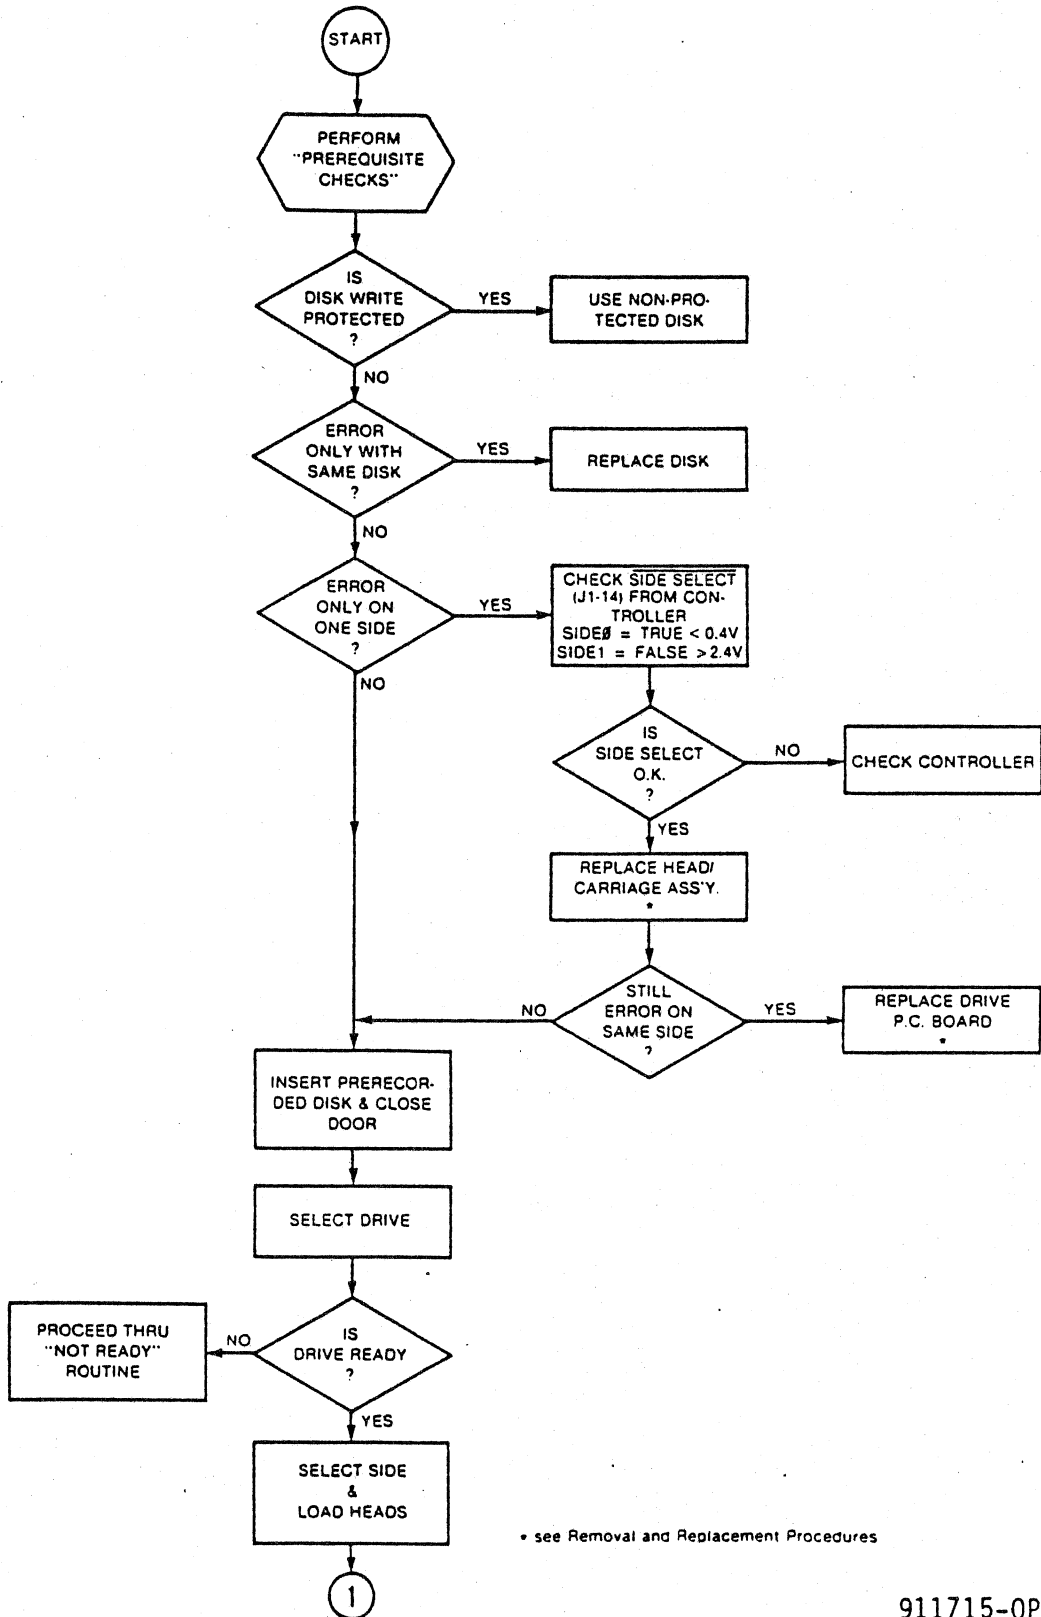 START
PERFORM
"PREREQUISITE
CHECKS"
IS
DISK WRITE
PROTECTED
?
YES
USE NON-PRO-
TECTED DISK
NO
ERROR
ONLY WITH
SAME DISK
?
YES
REPLACE DISK
NO
ERROR
ONLY ON
ONE SIDE
?
YES
CHECK SIDE SELECT
(J1-14) FROM CON-
TROLLER
SIDEØ = TRUE < 0.4V
SIDE1 = FALSE > 2.4V
NO
IS
SIDE SELECT
O.K.
?
NO
CHECK CONTROLLER
YES
REPLACE HEAD/
CARRIAGE ASS'Y.
*
STILL
ERROR ON
SAME SIDE
?
NO
YES
REPLACE DRIVE
P.C. BOARD
*
INSERT PRERECOR-
DED DISK & CLOSE
DOOR
SELECT DRIVE
IS
DRIVE READY
?
NO
PROCEED THRU
"NOT READY"
ROUTINE
YES
SELECT SIDE
&
LOAD HEADS
* see Removal and Replacement Procedures
1
911715-0P